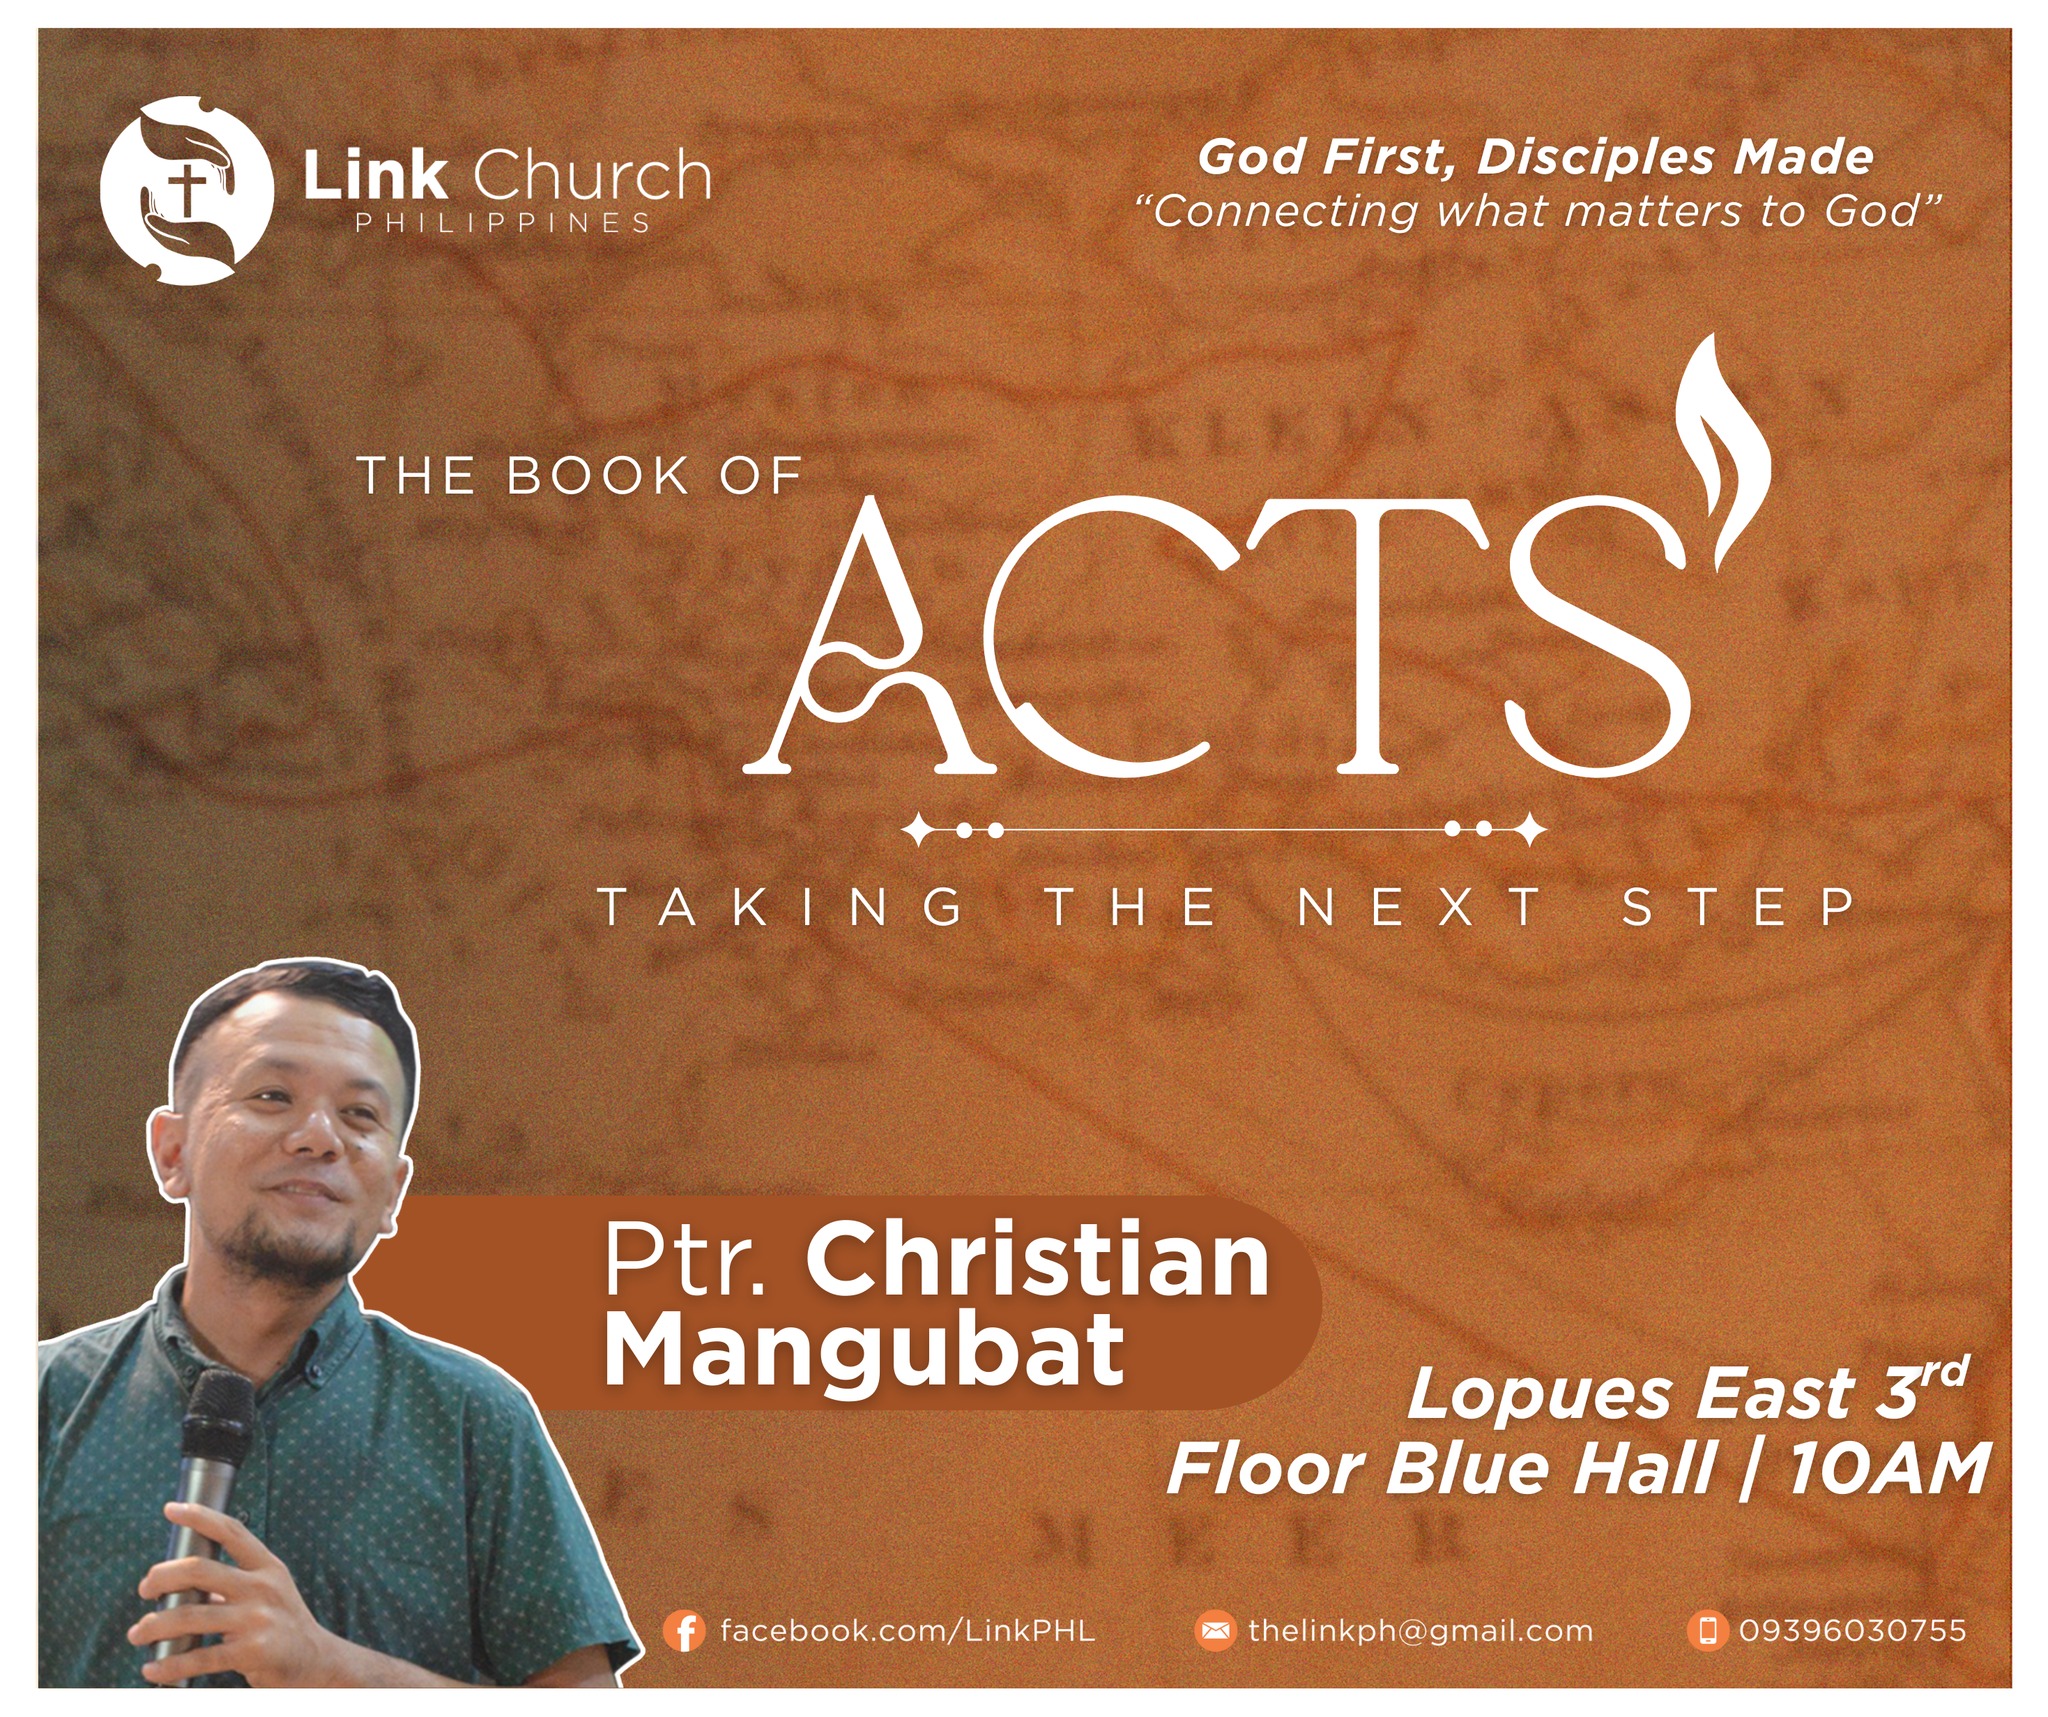 Link Church
PHILIPPINES
God First, Disciples Made
“Connecting what matters to God”
THE BOOK OF
ACTS
TAKING THE NEXT STEP
Ptr. Christian
Mangubat
Lopues East 3rd
Floor Blue Hall | 10AM
facebook.com/LinkPHL
thelinkph@gmail.com
09396030755